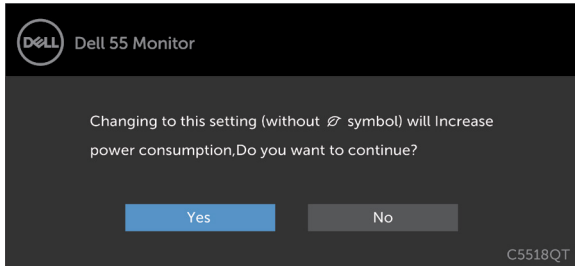 DELL Dell 55 Monitor
Changing to this setting (without symbol) will Increase
power consumption,Do you want to continue?
Yes No
C5518QT